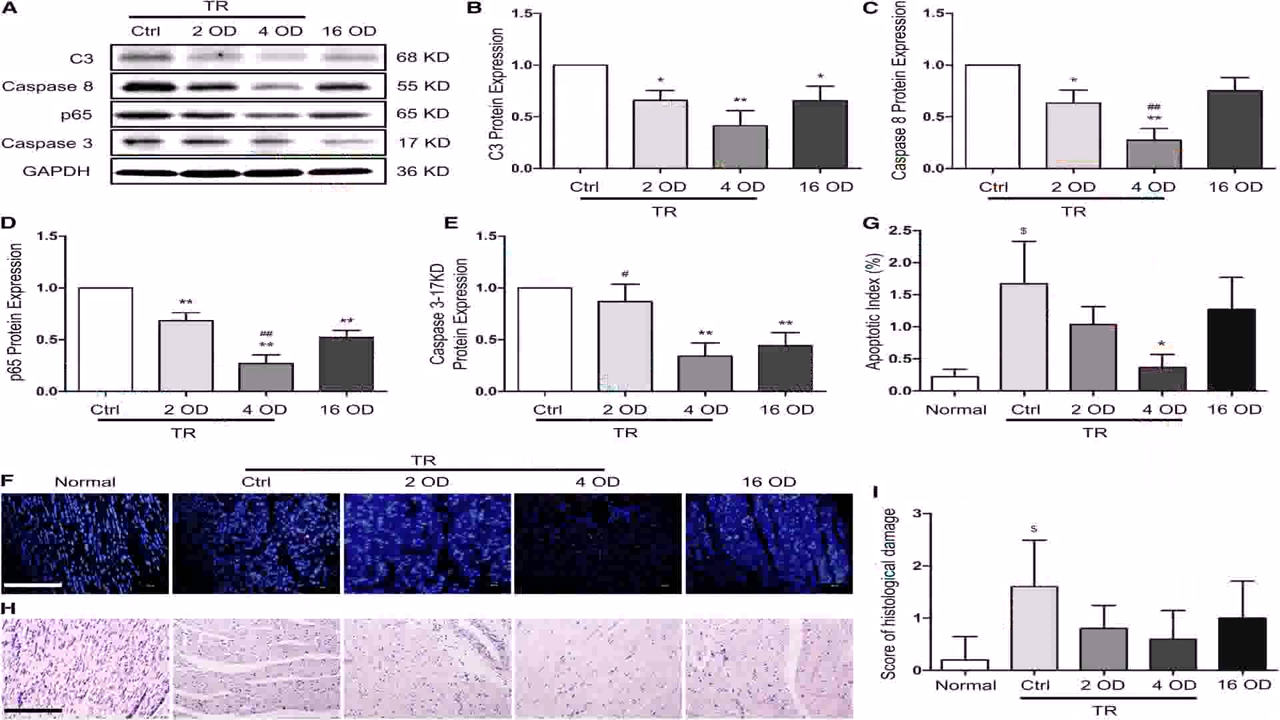 A
TR
Ctrl 2 OD 4 OD 16 OD
C3 68 KD
Caspase 8 55 KD
p65 65 KD
Caspase 3 17 KD
GAPDH 36 KD
B
C3 Protein Expression
1.5
1.0
0.5
0.0
* ** *
Ctrl 2 OD 4 OD 16 OD
TR
C
Caspase 8 Protein Expression
1.5
1.0
0.5
0.0
*
##
**
Ctrl 2 OD 4 OD 16 OD
TR
D
p65 Protein Expression
1.5
1.0
0.5
0.0
**
##
**
**
Ctrl 2 OD 4 OD 16 OD
TR
E
Caspase 3-17KD
Protein Expression
1.5
1.0
0.5
0.0
#
** **
Ctrl 2 OD 4 OD 16 OD
TR
G
Apoptotic Index (%)
2.5
2.0
1.5
1.0
0.5
0.0
$
*
Normal Ctrl 2 OD 4 OD 16 OD
TR
F
TR
Normal Ctrl 2 OD 4 OD 16 OD
H
I
Score of histological damage
3
2
1
0
$
Normal Ctrl 2 OD 4 OD 16 OD
TR